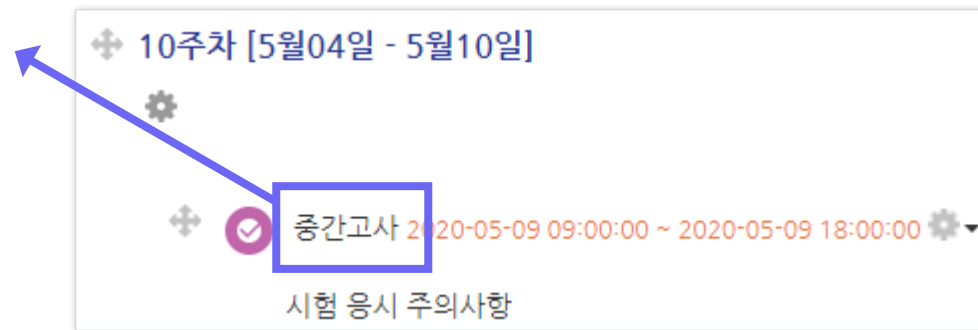 10주차 [5월04일 - 5월10일]
중간고사 2020-05-09 09:00:00 ~ 2020-05-09 18:00:00
시험 응시 주의사항